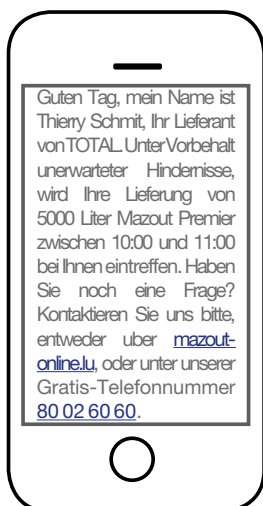 Guten Tag, mein Name ist
Thierry Schmit, Ihr Lieferant
von TOTAL. Unter Vorbehalt
unerwarteter Hindernisse,
wird Ihre Lieferung von
5000 Liter Mazout Premier
zwischen 10:00 und 11:00
bei Ihnen eintreffen. Haben
Sie noch eine Frage?
Kontaktieren Sie uns bitte,
entweder uber mazout-
online.lu, oder unter unserer
Gratis-Telefonnummer
80 02 60 60.